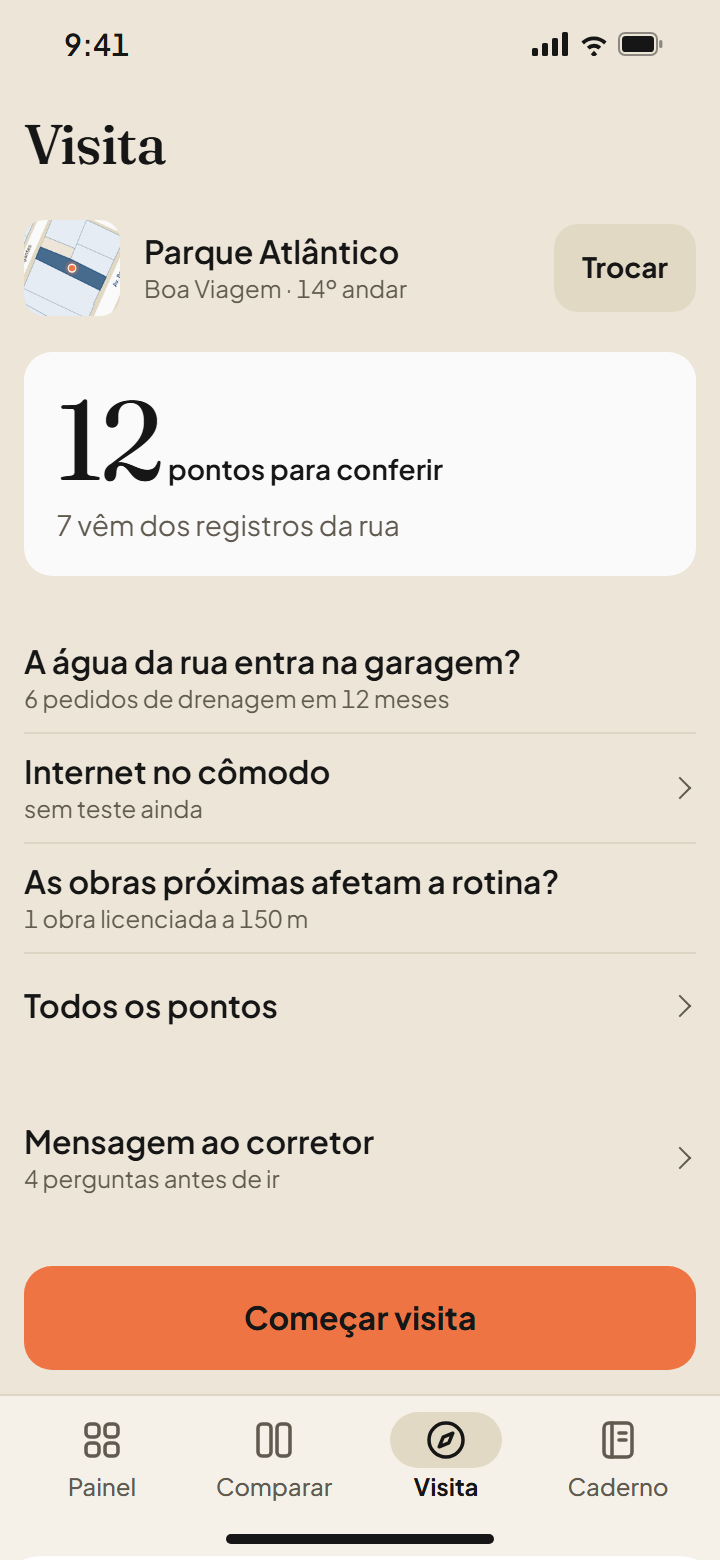 9:41
Visita
Parque Atlântico
Boa Viagem · 14º andar
Trocar
12 pontos para conferir
7 vêm dos registros da rua
A água da rua entra na garagem?
6 pedidos de drenagem em 12 meses
Internet no cômodo
sem teste ainda
As obras próximas afetam a rotina?
1 obra licenciada a 150 m
Todos os pontos
Mensagem ao corretor
4 perguntas antes de ir
Começar visita
Painel
Comparar
Visita
Caderno